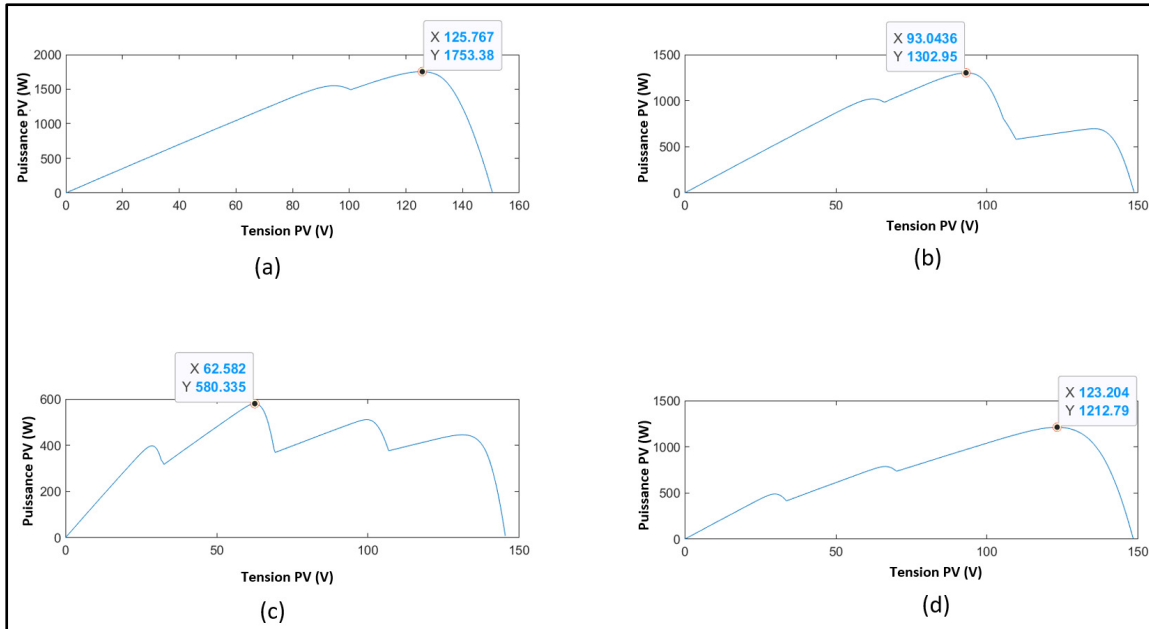 X 125.767
Y 1753.38
2000
1500
1000
500
0
Puissance PV (W)
0 20 40 60 80 100 120 140 160
Tension PV (V)
(a)
X 93.0436
Y 1302.95
1500
1000
500
0
Puissance PV (W)
0 50 100 150
Tension PV (V)
(b)
X 62.582
Y 580.335
600
400
200
0
Puissance PV (W)
0 50 100 150
Tension PV (V)
(c)
X 123.204
Y 1212.79
1500
1000
500
0
Puissance PV (W)
0 50 100 150
Tension PV (V)
(d)